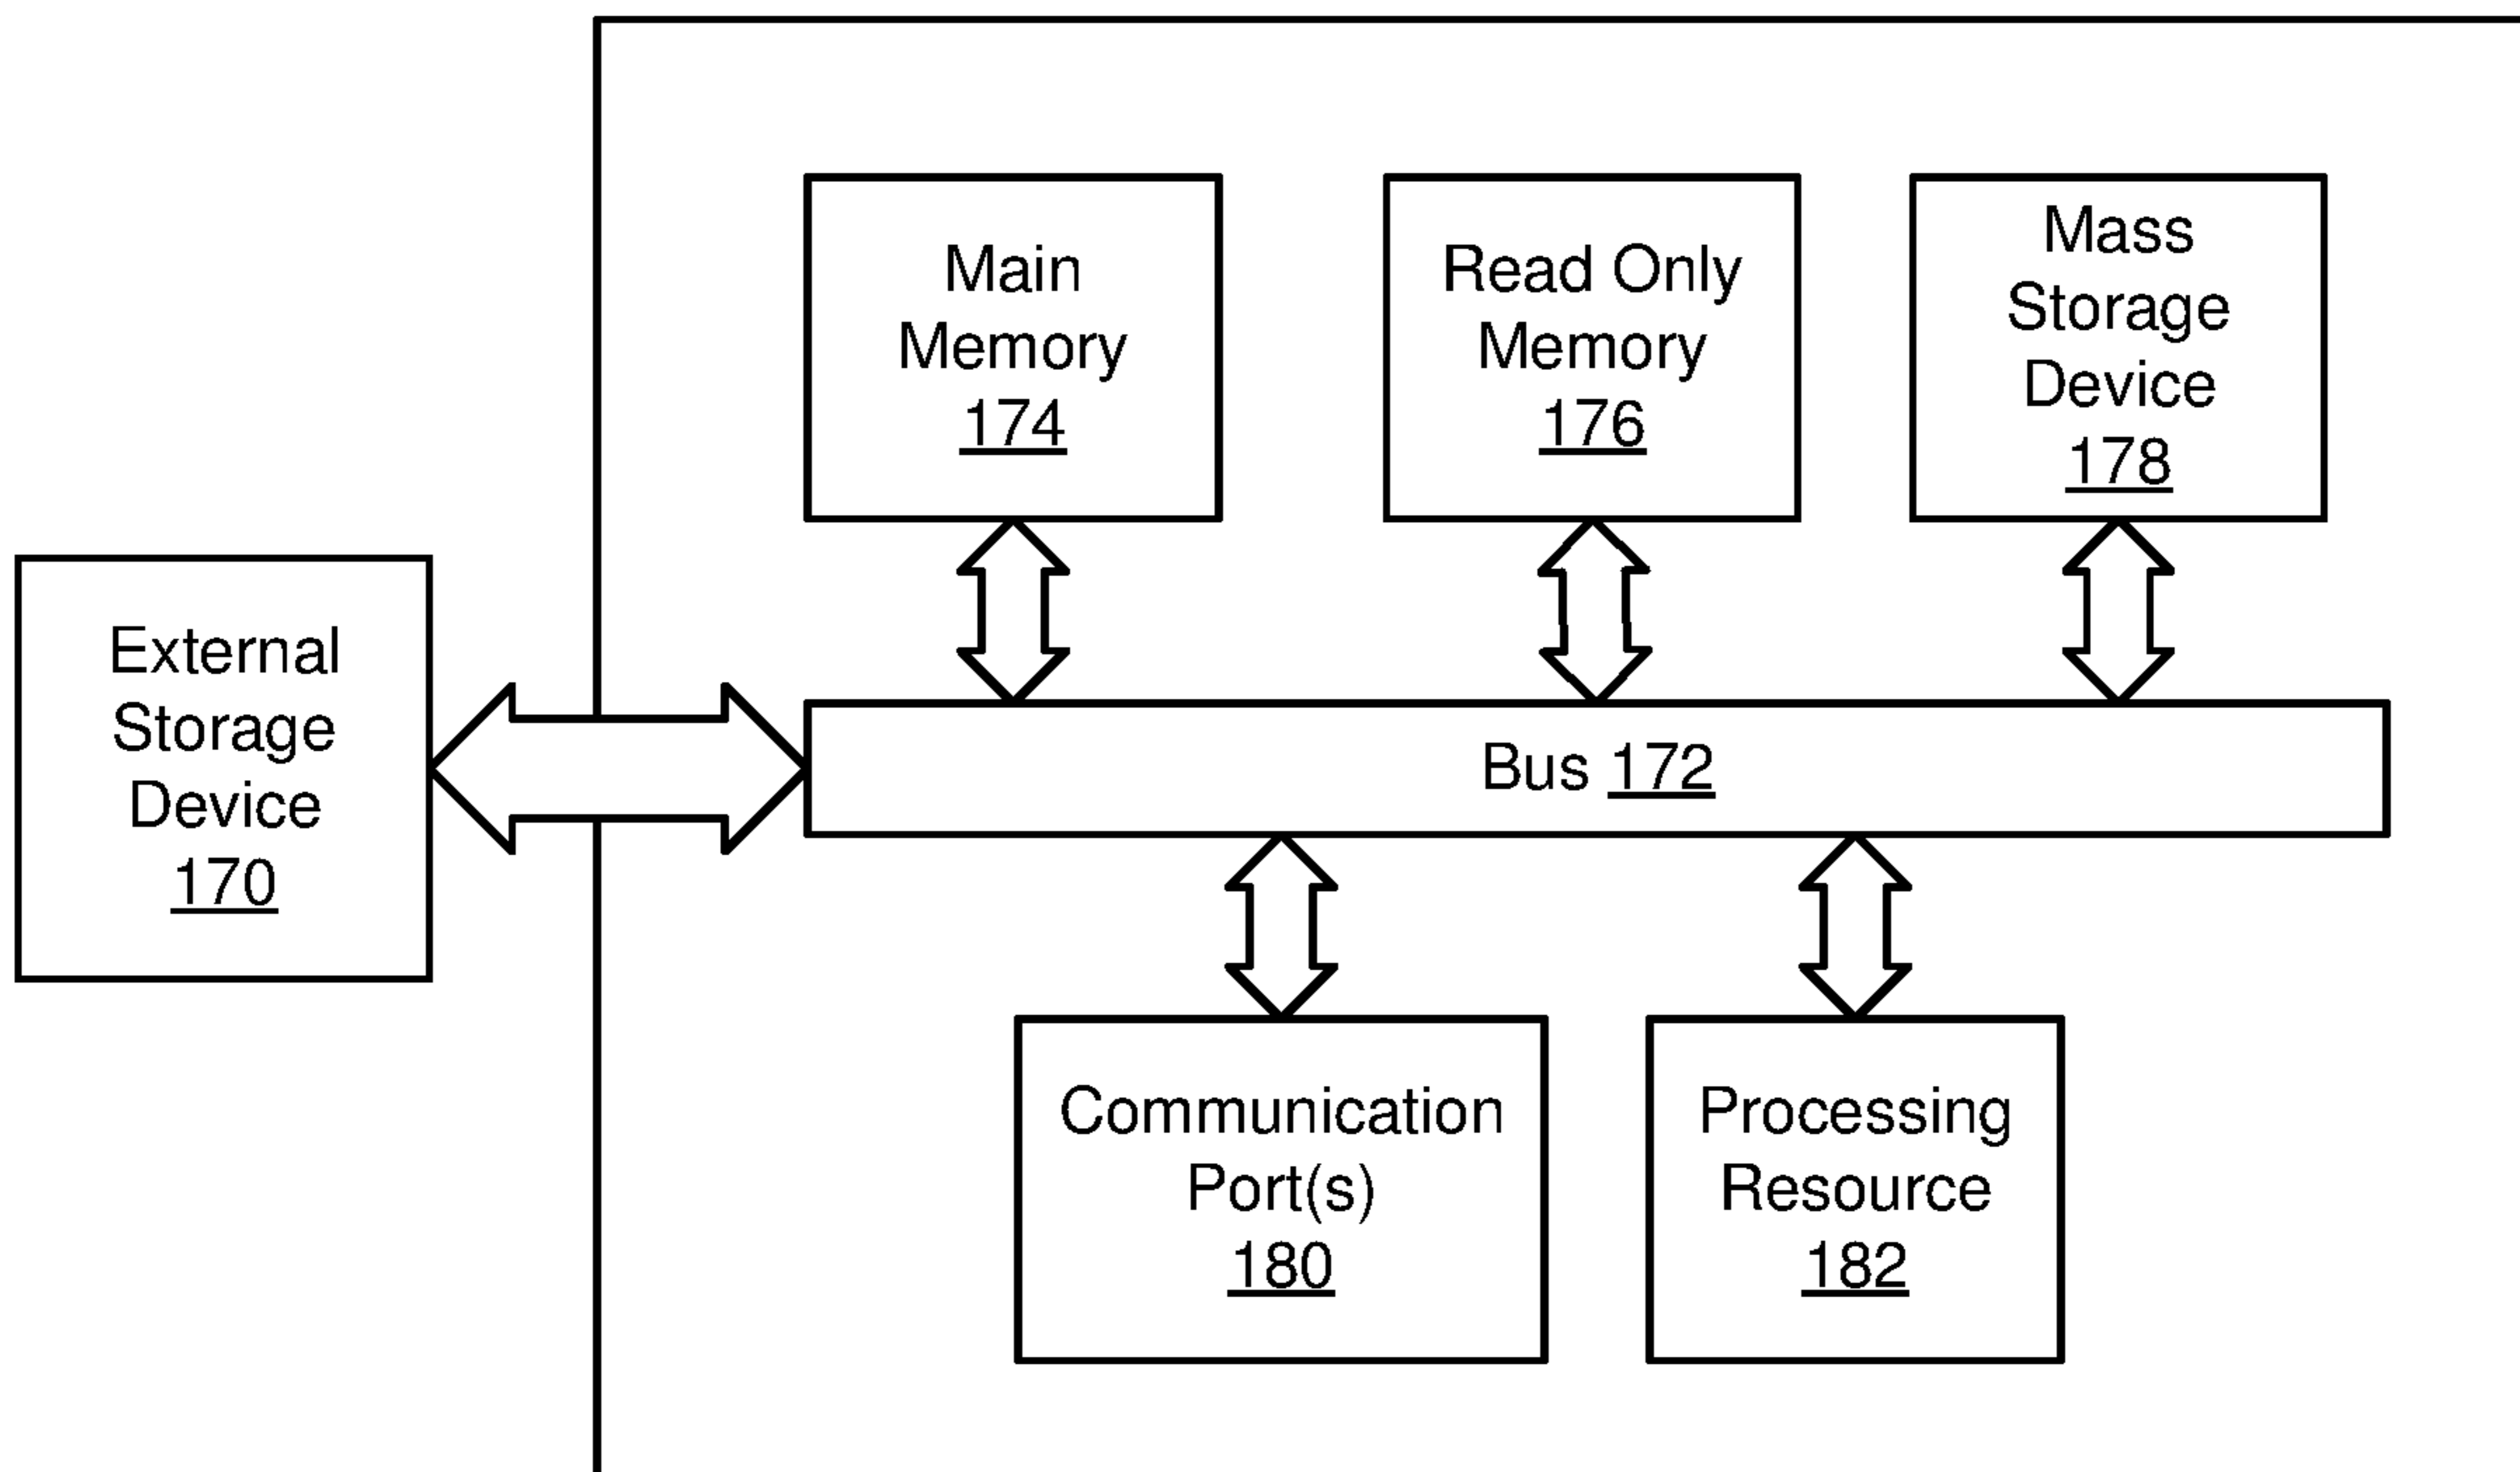 Main
Memory
174
Read Only
Memory
176
Mass
Storage
Device
178
External
Storage
Device
170
Bus 172
Communication
Port(s)
180
Processing
Resource
182